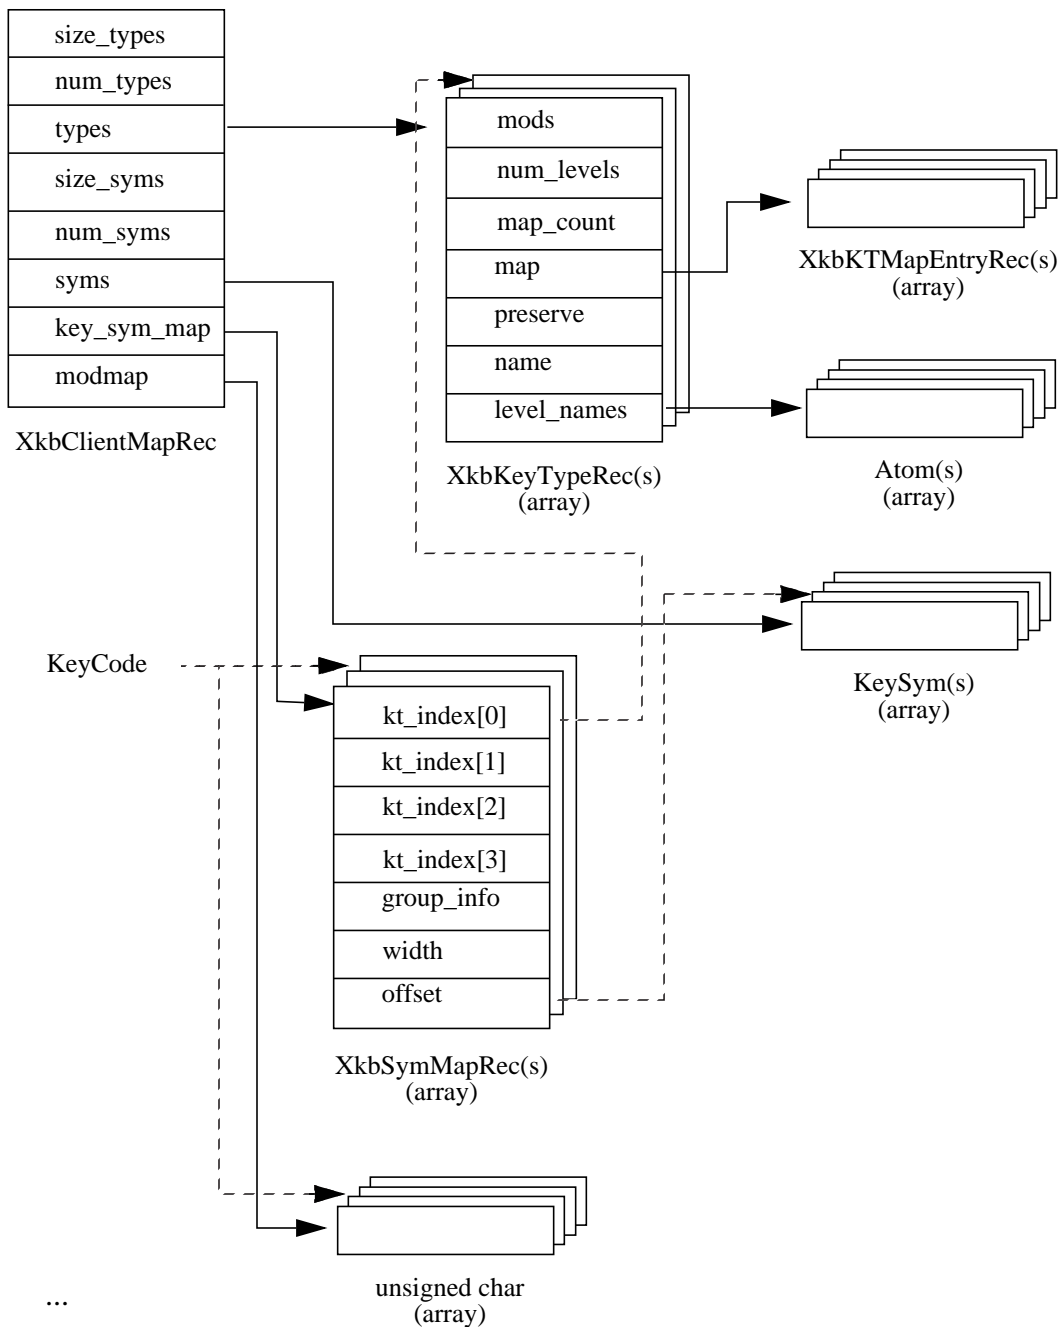 size_types
num_types
types
size_syms
num_syms
syms
key_sym_map
modmap
XkbClientMapRec
mods
num_levels
map_count
map
preserve
name
level_names
XkbKeyTypeRec(s)
(array)
XkbKTMapEntryRec(s)
(array)
Atom(s)
(array)
KeySym(s)
(array)
KeyCode
kt_index[0]
kt_index[1]
kt_index[2]
kt_index[3]
group_info
width
offset
XkbSymMapRec(s)
(array)
unsigned char
(array)
...